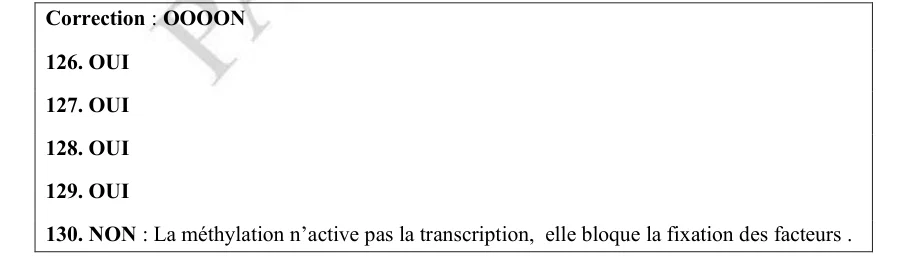 Correction : OOOON
126. OUI
127. OUI
128. OUI
129. OUI
130. NON : La méthylation n’active pas la transcription, elle bloque la fixation des facteurs .